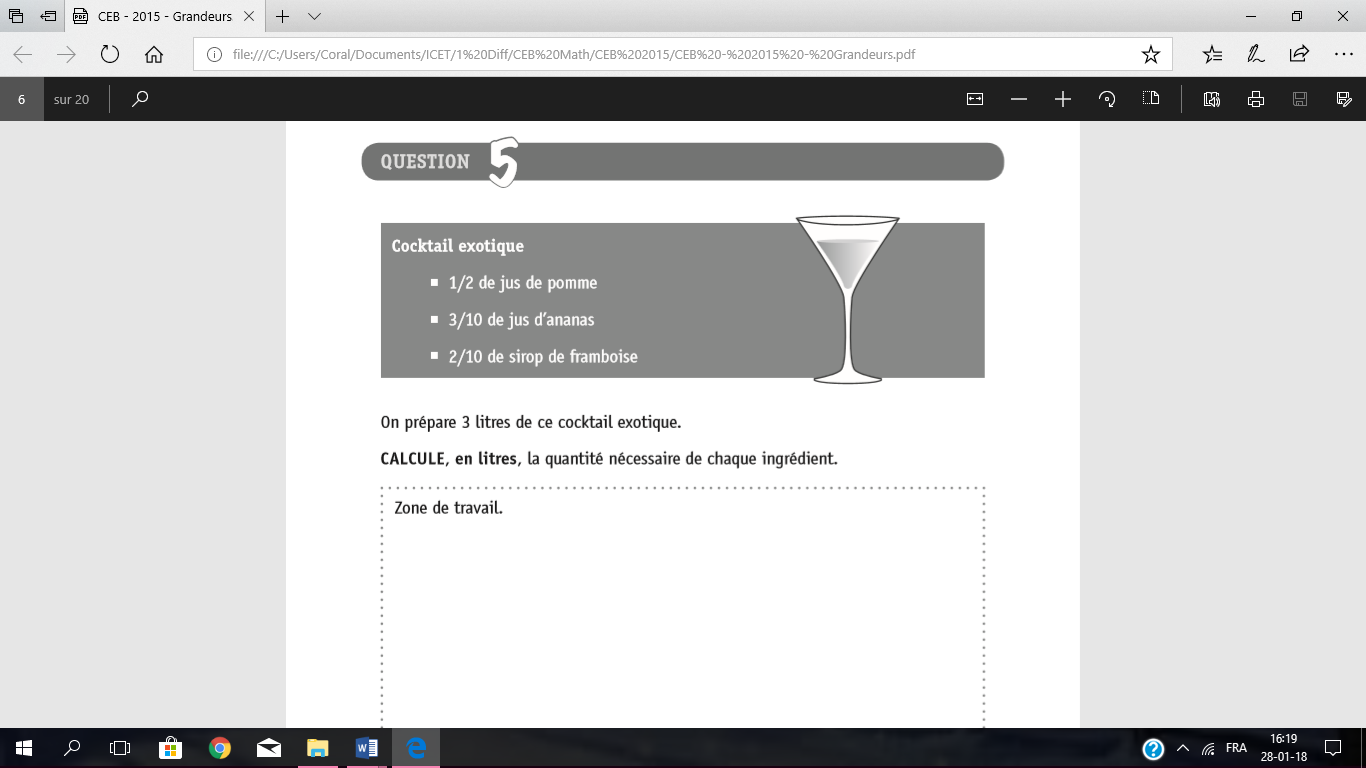 CEB - 2015 - Grandeurs
file:///C:/Users/Coral/Documents/ICET/1%20Diff/CEB%20Math/CEB%202015/CEB%20-%202015%20-%20Grandeurs.pdf
6 sur 20
QUESTION 5
Cocktail exotique
1/2 de jus de pomme
3/10 de jus d'ananas
2/10 de sirop de framboise
On prépare 3 litres de ce cocktail exotique.
CALCULE, en litres, la quantité nécessaire de chaque ingrédient.
Zone de travail.
FRA
16:19
28-01-18